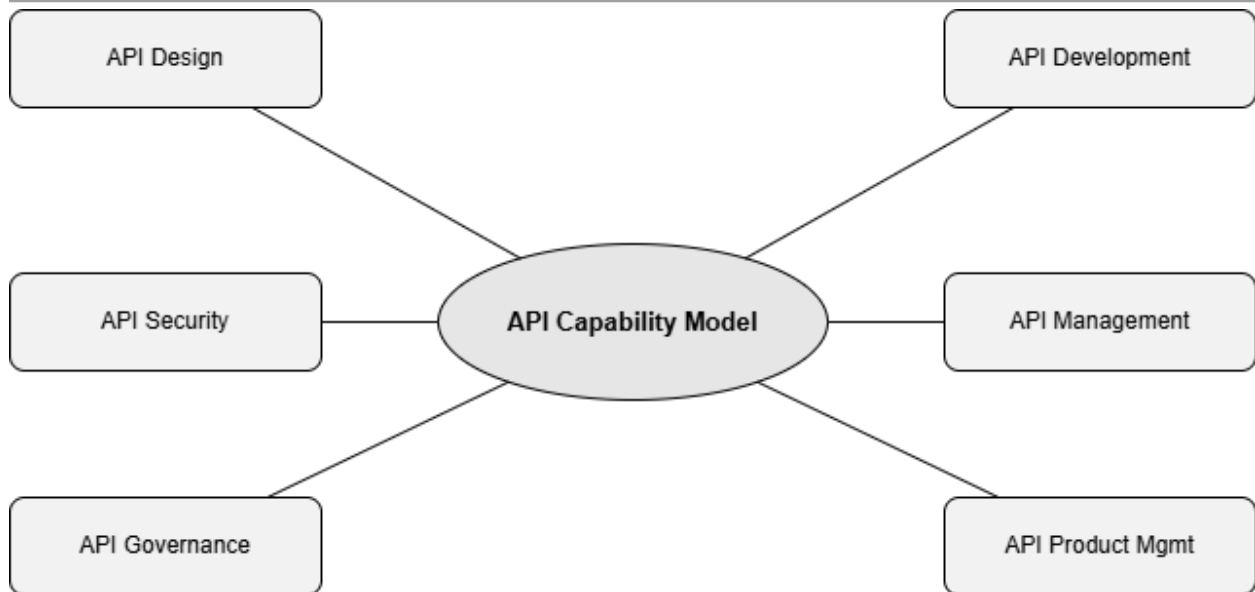 API Design
API Development
API Security
API Capability Model
API Management
API Governance
API Product Mgmt